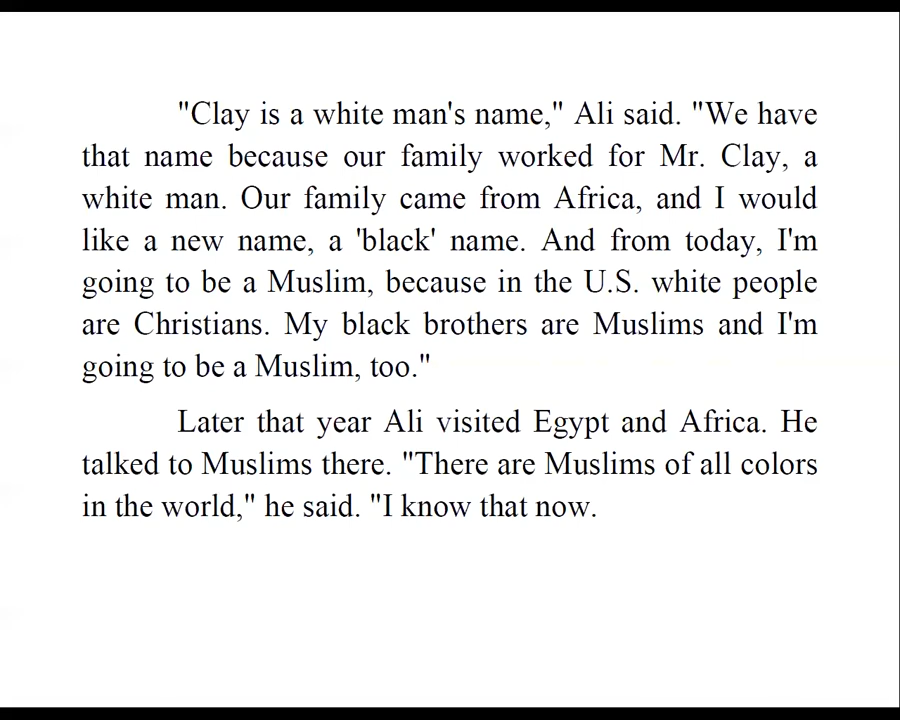 "Clay is a white man's name," Ali said. "We have
that name because our family worked for Mr. Clay, a
white man. Our family came from Africa, and I would
like a new name, a 'black' name. And from today, I'm
going to be a Muslim, because in the U.S. white people
are Christians. My black brothers are Muslims and I'm
going to be a Muslim, too."
Later that year Ali visited Egypt and Africa. He
talked to Muslims there. "There are Muslims of all colors
in the world," he said. "I know that now.